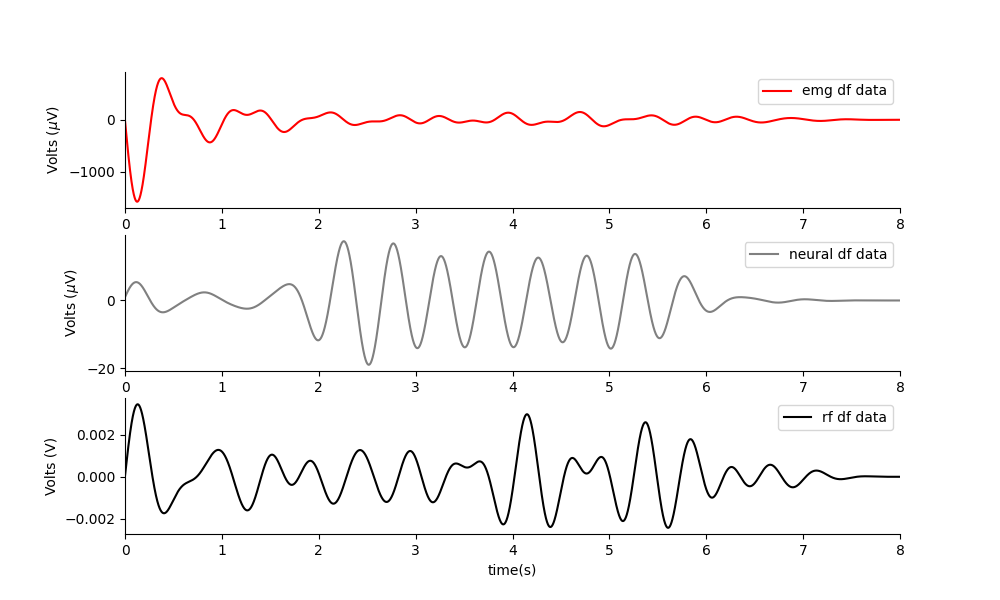 emg df data
Volts (μV)
0
−1000
0 1 2 3 4 5 6 7 8
neural df data
Volts (μV)
0
−20
0 1 2 3 4 5 6 7 8
rf df data
Volts (V)
0.002
0.000
−0.002
0 1 2 3 4 5 6 7 8
time(s)